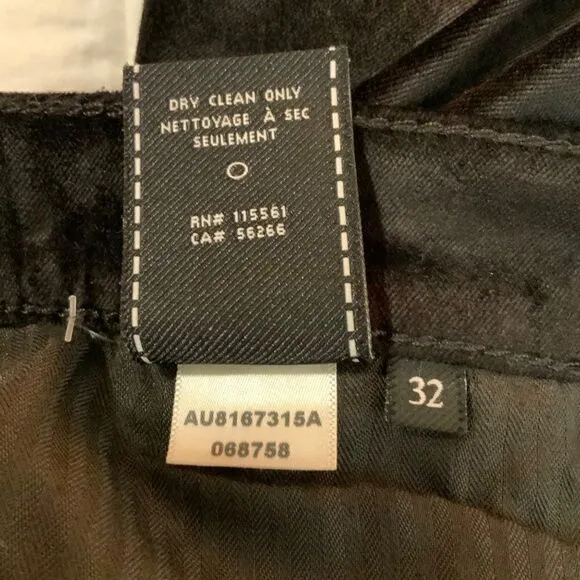 DRY CLEAN ONLY
NETTOYAGE À SEC
SEULEMENT
RN# 115561
CA# 56266
AU8167315A
068758
32